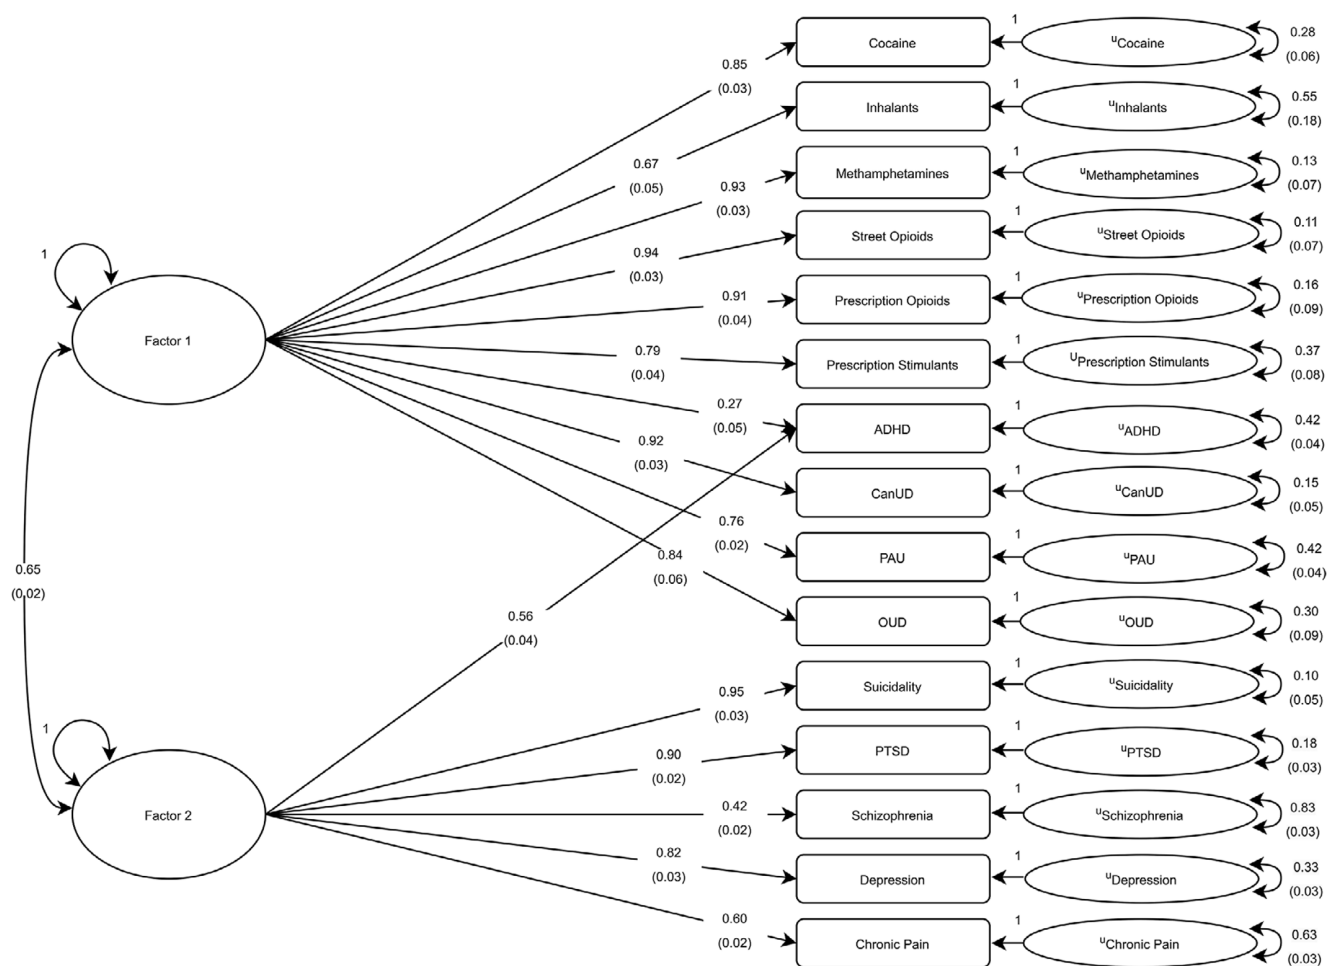 1
Cocaine
uCocaine
0.28
(0.06)
0.85
(0.03)
1
Inhalants
uInhalants
0.55
(0.18)
0.67
(0.05)
1
Methamphetamines
uMethamphetamines
0.13
(0.07)
0.93
(0.03)
1
Street Opioids
uStreet Opioids
0.11
(0.07)
0.94
(0.03)
1
Prescription Opioids
uPrescription Opioids
0.16
(0.09)
0.91
(0.04)
1
Factor 1
1
Prescription Stimulants
UPrescription Stimulants
0.37
(0.08)
0.79
(0.04)
1
ADHD
uADHD
0.42
(0.04)
0.27
(0.05)
1
CanUD
uCanUD
0.15
(0.05)
0.92
(0.03)
1
PAU
uPAU
0.42
(0.04)
0.76
(0.02)
1
OUD
uOUD
0.30
(0.09)
0.84
(0.06)
0.65
(0.02)
0.56
(0.04)
1
Suicidality
uSuicidality
0.10
(0.05)
0.95
(0.03)
1
PTSD
uPTSD
0.18
(0.03)
0.90
(0.02)
1
Factor 2
1
Schizophrenia
uSchizophrenia
0.83
(0.03)
0.42
(0.02)
1
Depression
uDepression
0.33
(0.03)
0.82
(0.03)
1
Chronic Pain
uChronic Pain
0.63
(0.03)
0.60
(0.02)